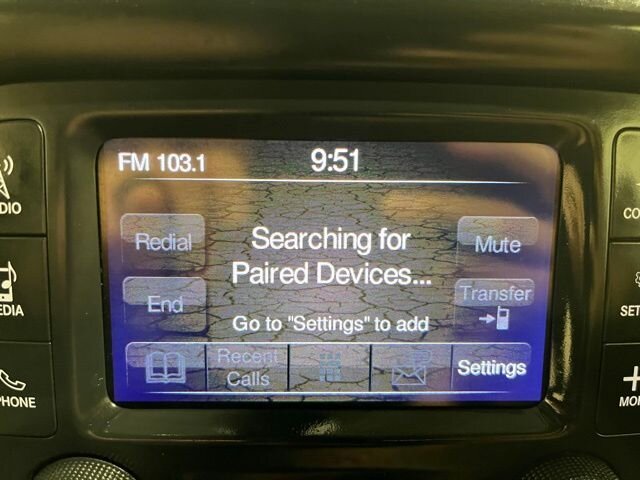 FM 103.1 9:51
Redial
Searching for
Paired Devices...
Mute
End
Transfer
Go to "Settings" to add
Recent
Calls
Settings
PHONE